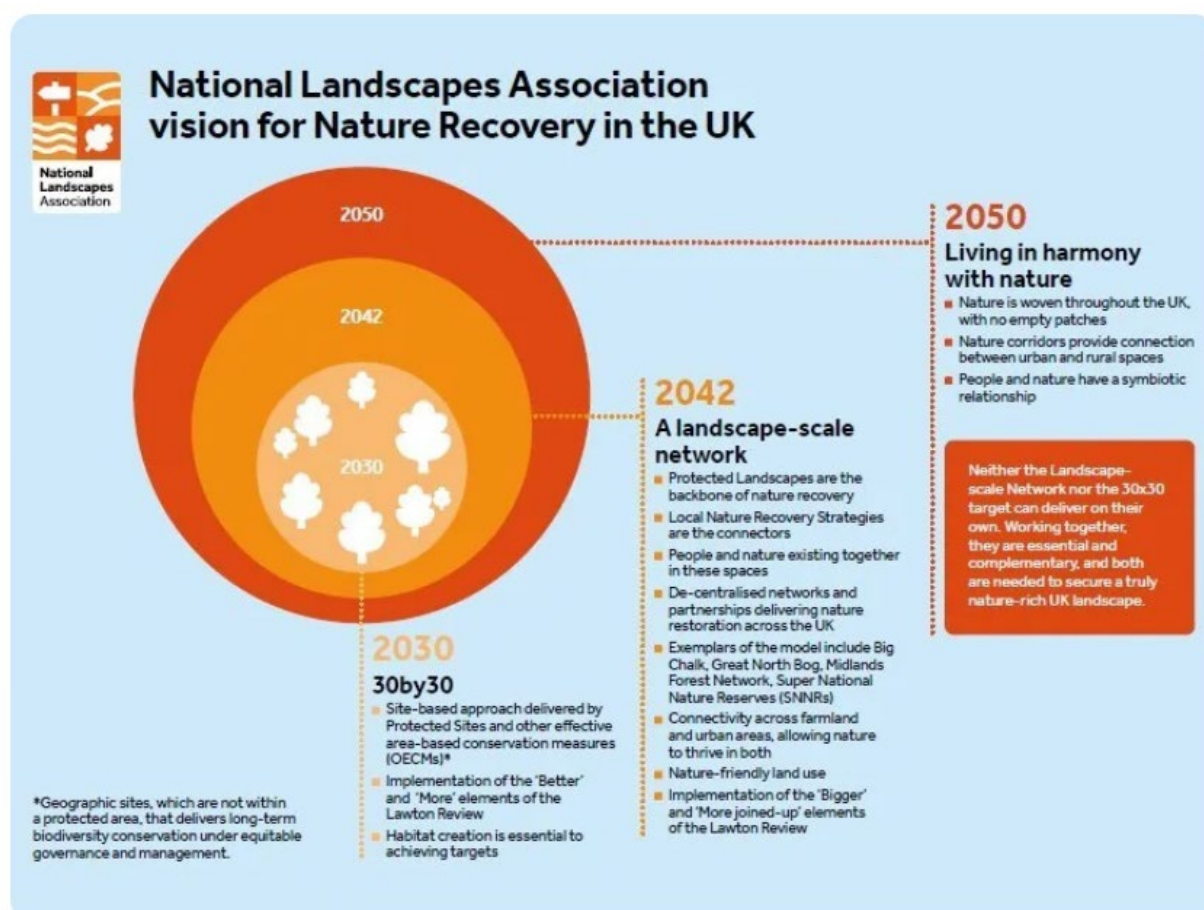 National Landscapes Association
vision for Nature Recovery in the UK
National
Landscapes
Association
2050
2042
2030
2050
Living in harmony
with nature
Nature is woven throughout the UK,
with no empty patches
Nature corridors provide connection
between urban and rural spaces
People and nature have a symbiotic
relationship
Neither the Landscape-
scale Network nor the 30x30
target can deliver on their
own. Working together,
they are essential and
complementary, and both
are needed to secure a truly
nature-rich UK landscape.
2042
A landscape-scale
network
Protected Landscapes are the
backbone of nature recovery
Local Nature Recovery Strategies
are the connectors
People and nature existing together
in these spaces
De-centralised networks and
partnerships delivering nature
restoration across the UK
Exemplars of the model include Big
Chalk, Great North Bog, Midlands
Forest Network, Super National
Nature Reserves (SNNRs)
Connectivity across farmland
and urban areas, allowing nature
to thrive in both
Nature-friendly land use
Implementation of the 'Bigger'
and 'More joined-up' elements
of the Lawton Review
2030
30by30
Site-based approach delivered by
Protected Sites and other effective
area-based conservation measures
(OECMs)*
Implementation of the 'Better'
and 'More' elements of the
Lawton Review
Habitat creation is essential to
achieving targets
*Geographic sites, which are not within
a protected area, that delivers long-term
biodiversity conservation under equitable
governance and management.